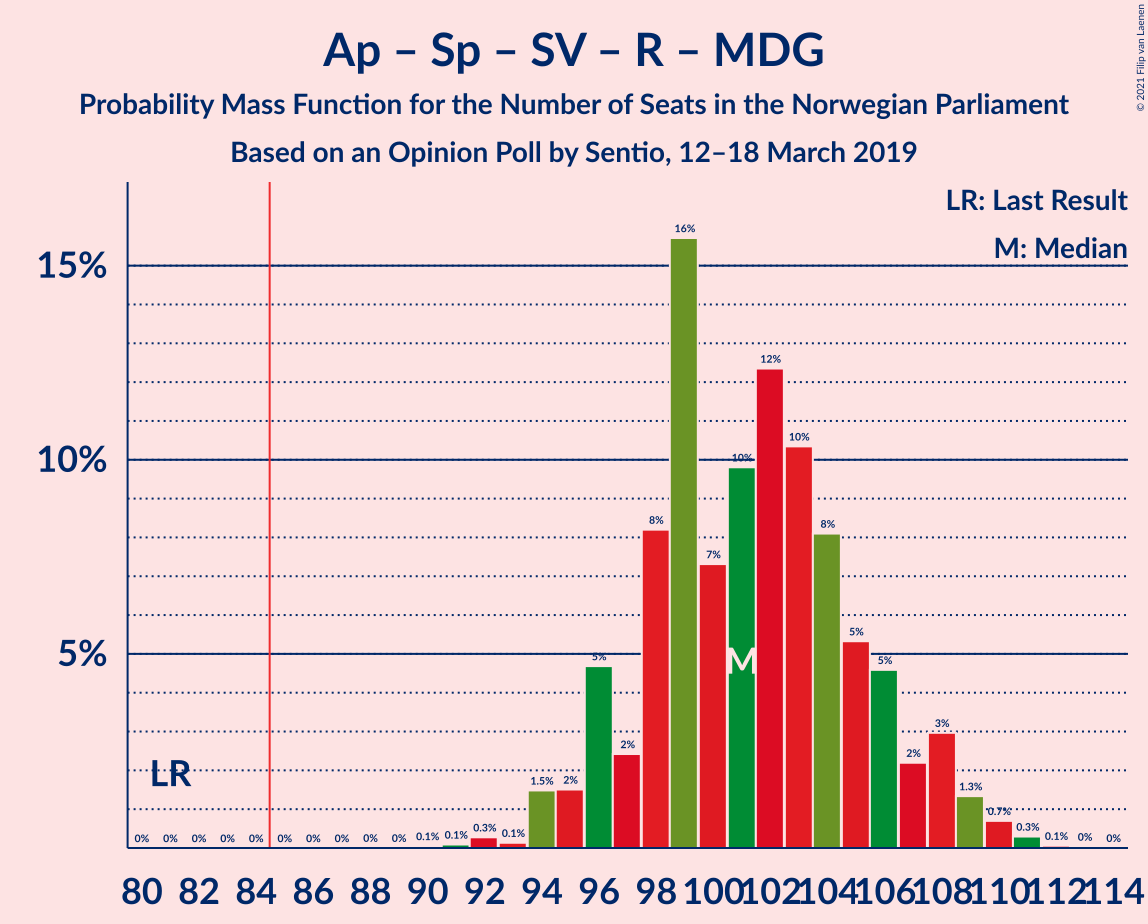 Ap – Sp – SV – R – MDG
Probability Mass Function for the Number of Seats in the Norwegian Parliament
Based on an Opinion Poll by Sentio, 12–18 March 2019
© 2021 Filip van Laenen
LR: Last Result
M: Median
15%
10%
5%
LR
M
0% 0% 0% 0% 0% 0% 0% 0% 0% 0% 0.1% 0.1% 0.3% 0.1% 1.5% 2% 5% 2% 8% 16% 7% 10% 12% 10% 8% 5% 5% 2% 3% 1.3% 0.7% 0.3% 0.1% 0% 0%
80 82 84 86 88 90 92 94 96 98 100 102 104 106 108 110 112 114